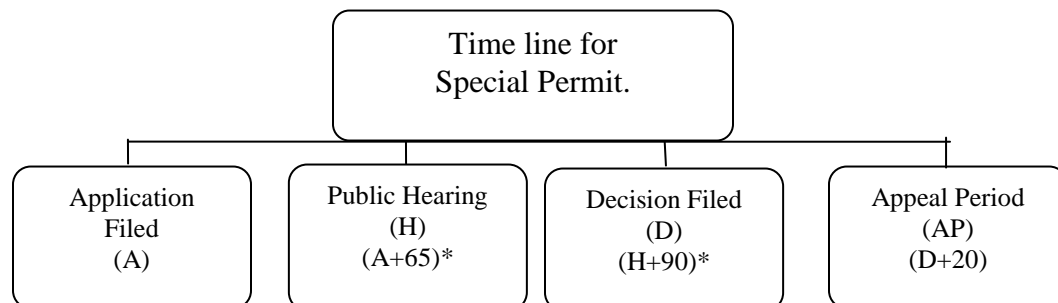 Time line for
Special Permit.
Application
Filed
(A)
Public Hearing
(H)
(A+65)*
Decision Filed
(D)
(H+90)*
Appeal Period
(AP)
(D+20)